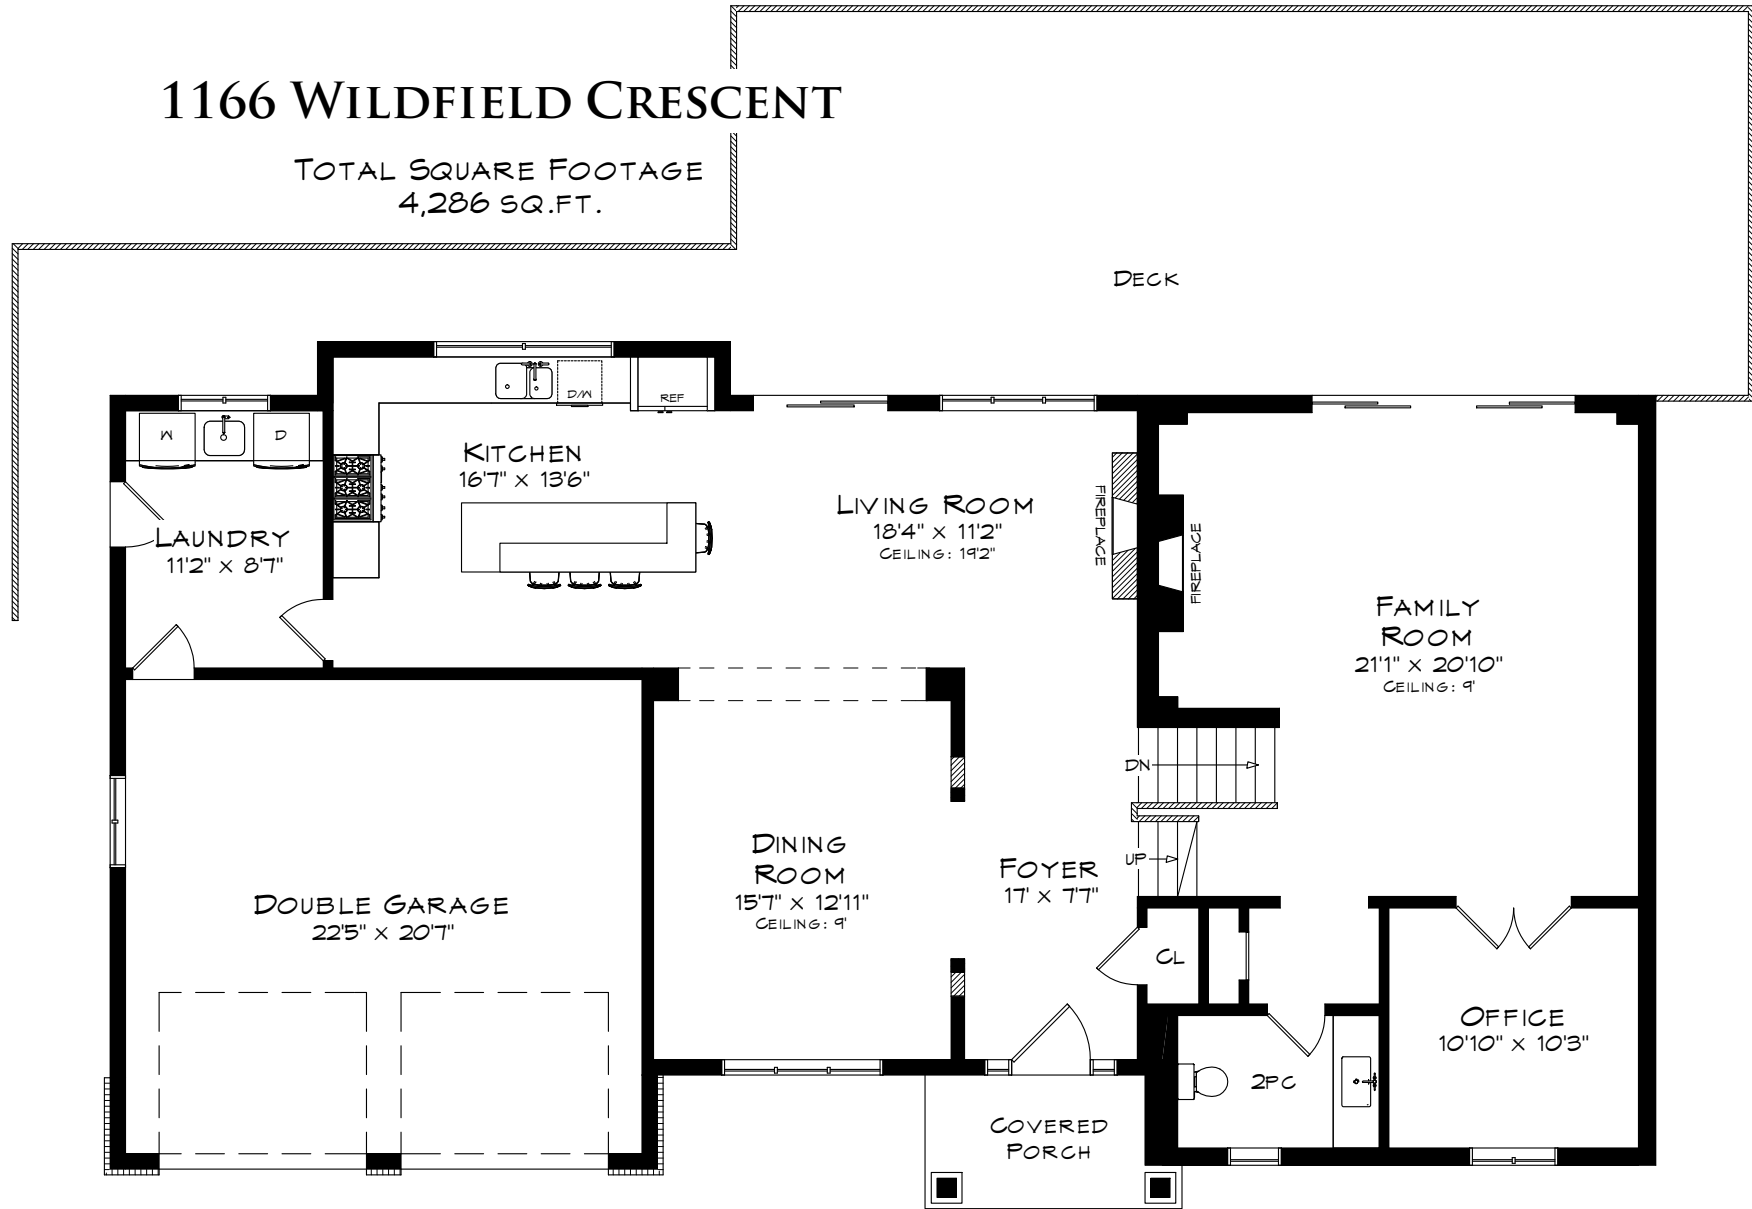 1166 WILDFIELD CRESCENT
TOTAL SQUARE FOOTAGE
4,286 SQ.FT.
DECK
D/W
REF
W
D
KITCHEN
16'7" x 13'6"
LIVING ROOM
18'4" x 11'2"
CEILING: 19'2"
FIREPLACE
FIREPLACE
LAUNDRY
11'2" x 8'7"
FAMILY
ROOM
21'1" x 20'10"
CEILING: 9'
DN
UP
DINING
ROOM
15'7" x 12'11"
CEILING: 9'
FOYER
17' x 7'7"
DOUBLE GARAGE
22'5" x 20'7"
CL
OFFICE
10'10" x 10'3"
2PC
COVERED
PORCH